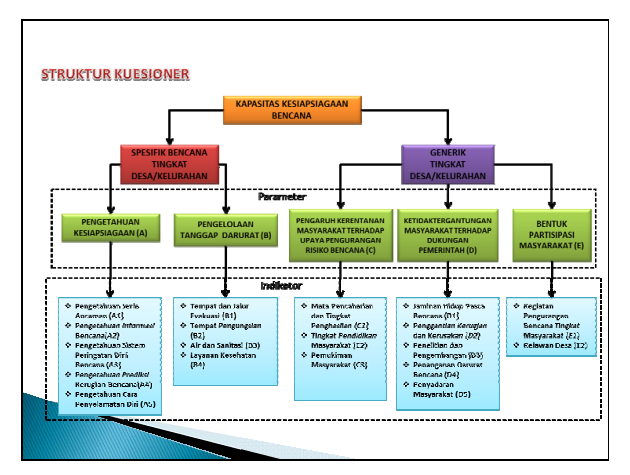 STRUKTUR KUESIONER
KAPASITAS KESIAPSIAGAAN
BENCANA
SPESIFIK BENCANA
TINGKAT
DESA/KELURAHAN
GENERIK
TINGKAT
DESA/KELURAHAN
Parameter
PENGETAHUAN
KESIAPSIAGAAN (A)
PENGELOLAAN
TANGGAP DARURAT (B)
PENGARUH KERENTANAN
MASYARAKAT TERHADAP
UPAYA PENGURANGAN
RISIKO BENCANA (C)
KETIDAKTERGANTUNGAN
MASYARAKAT TERHADAP
DUKUNGAN
PEMERINTAH (D)
BENTUK
PARTISIPASI
MASYARAKAT (E)
Indikator
❖ Pengetahuan Jenis
Ancaman (A1)
❖ Pengetahuan Informasi
Bencana(A2)
❖ Pengetahuan Sistem
Peringatan Dini
Bencana (A3)
❖ Pengetahuan Prediksi
Kerugian Bencana(A4)
❖ Pengetahuan Cara
Penyelamatan Diri (A5)
❖ Tempat dan Jalur
Evakuasi (B1)
❖ Tempat Pengungsian
(B2)
❖ Air dan Sanitasi (B3)
❖ Layanan Kesehatan
(B4)
❖ Mata Pencaharian
dan Tingkat
Penghasilan (C1)
❖ Tingkat Pendidikan
Masyarakat (C2)
❖ Pemukiman
Masyarakat (C3)
❖ Jaminan Hidup Pasca
Bencana (D1)
❖ Penggantian Kerugian
dan Kerusakan (D2)
❖ Penelitian dan
Pengembangan (D3)
❖ Penanganan Darurat
Bencana (D4)
❖ Penyadaran
Masyarakat (D5)
❖ Kegiatan
Pengurangan
Bencana Tingkat
Masyarakat (E1)
❖ Relawan Desa (E2)